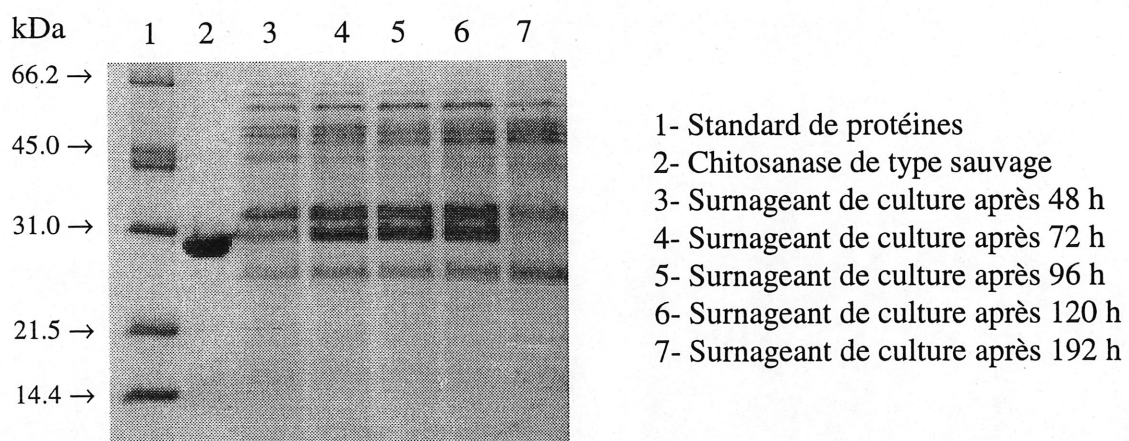 kDa 1 2 3 4 5 6 7
66.2 →
45.0 →
31.0 →
21.5 →
14.4 →
1- Standard de protéines
2- Chitosanase de type sauvage
3- Surnageant de culture après 48 h
4- Surnageant de culture après 72 h
5- Surnageant de culture après 96 h
6- Surnageant de culture après 120 h
7- Surnageant de culture après 192 h